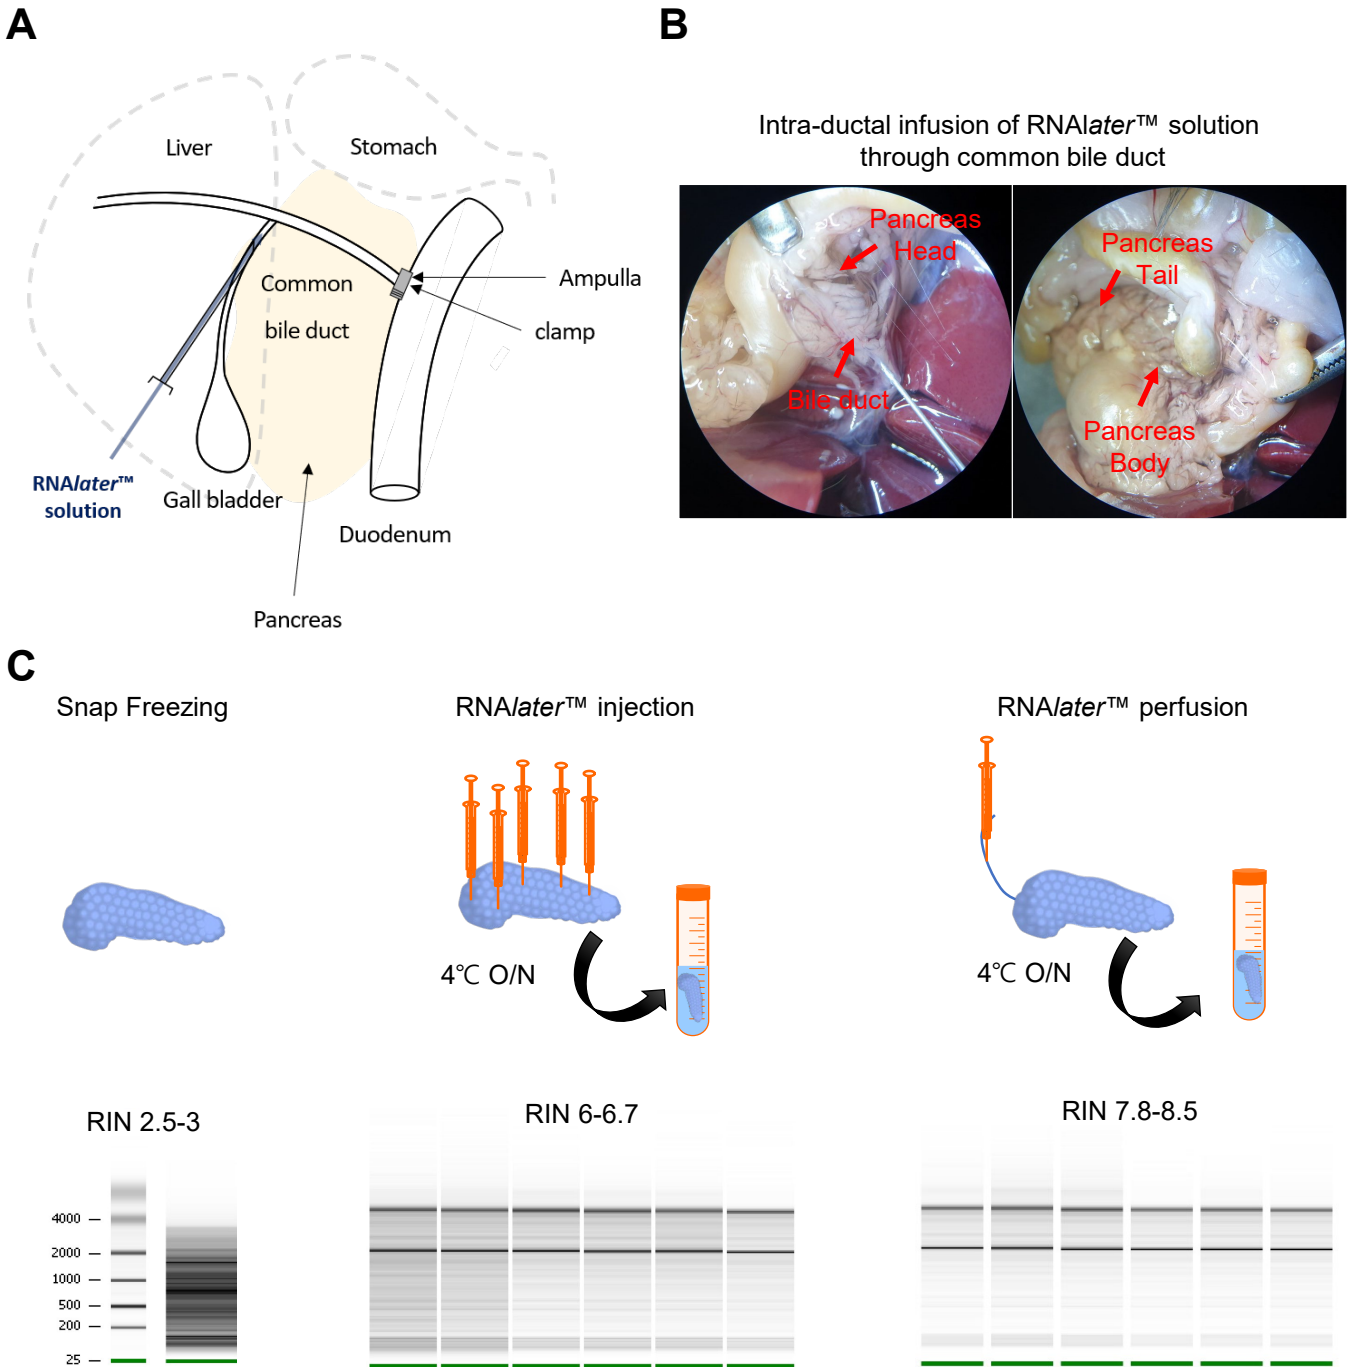 A
Liver
Stomach
Common
bile duct
Ampulla
clamp
RNAlater™
solution
Gall bladder
Duodenum
Pancreas
B
Intra-ductal infusion of RNAlater™ solution
through common bile duct
Pancreas
Head
Bile duct
Pancreas
Tail
Pancreas
Body
C
Snap Freezing
RNAlater™ injection
RNAlater™ perfusion
4℃ O/N
4℃ O/N
RIN 2.5-3
RIN 6-6.7
RIN 7.8-8.5
4000
2000
1000
500
200
25